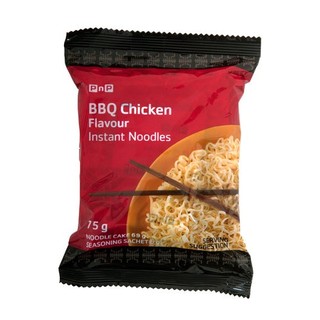 PnP
BBQ Chicken
Flavour
Instant Noodles
75 g
NOODLE CAKE 69 g
SEASONING SACHET
SERVING
SUGGESTION